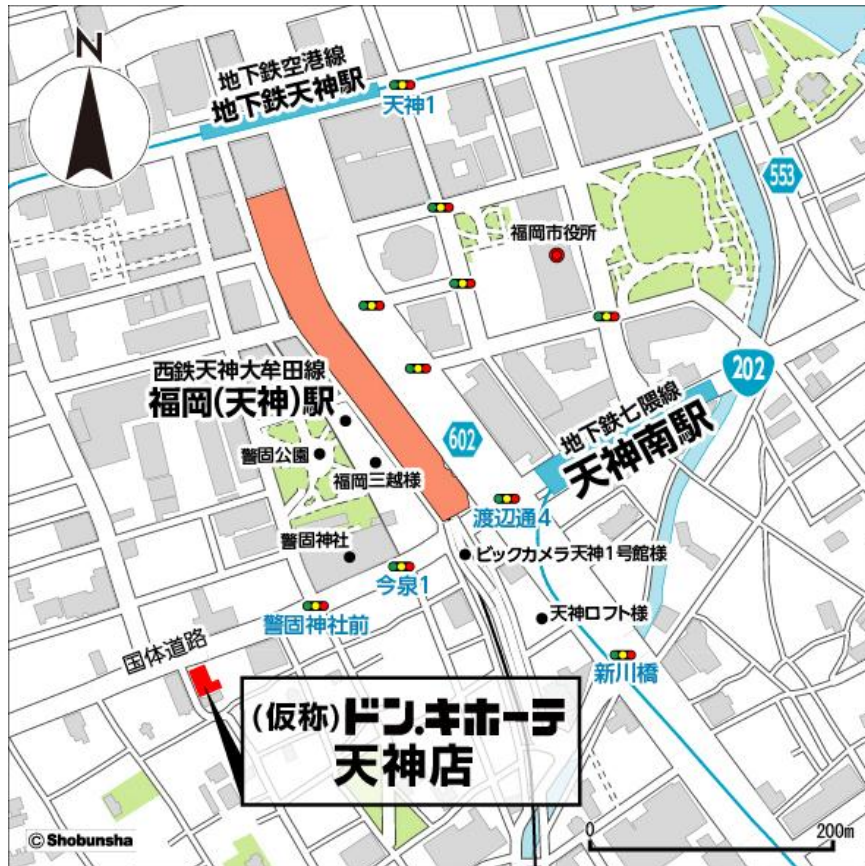 N
地下鉄空港線
地下鉄天神駅
天神1
553
福岡市役所
西鉄天神大牟田線
福岡(天神)駅
202
地下鉄七隈線
天神南駅
602
警固公園
福岡三越様
渡辺通4
警固神社
ビックカメラ天神1号館様
今泉1
天神ロフト様
警固神社前
国体道路
新川橋
(仮称)ドン.キホーテ
天神店
©Shobunsha
0 200m